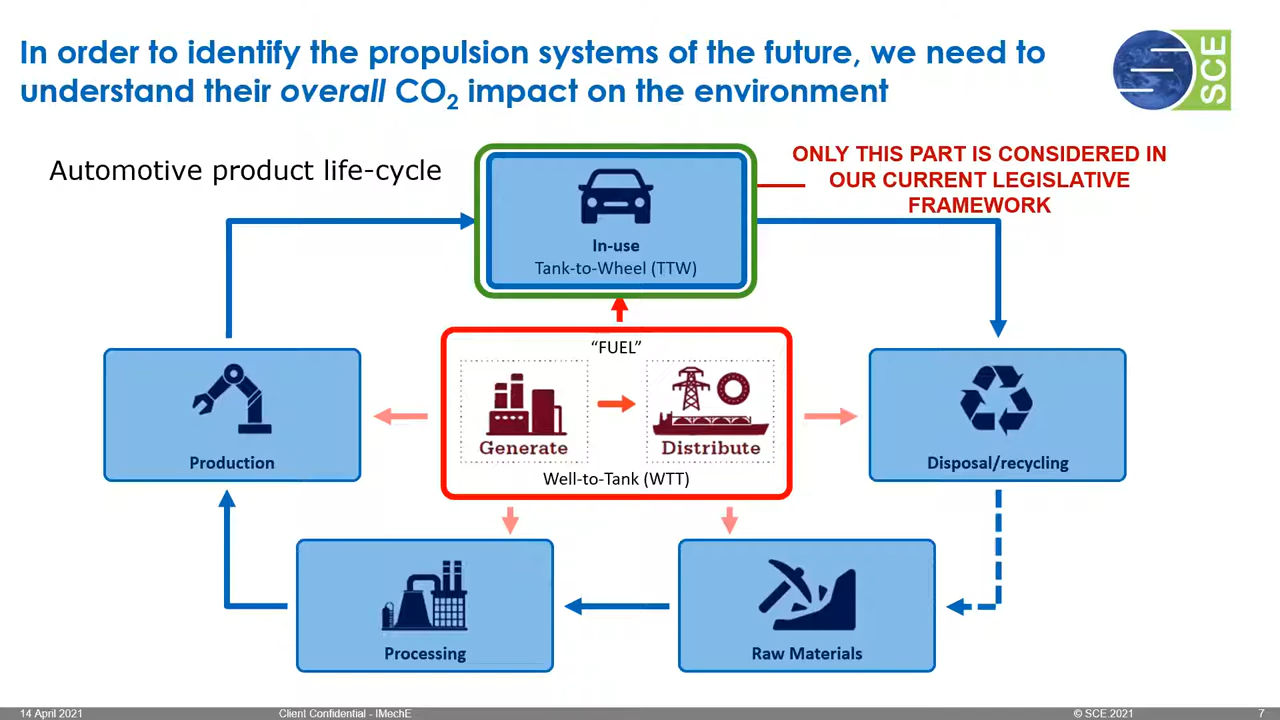 In order to identify the propulsion systems of the future, we need to
understand their overall CO2 impact on the environment
SCE
Automotive product life-cycle
ONLY THIS PART IS CONSIDERED IN
OUR CURRENT LEGISLATIVE
FRAMEWORK
In-use
Tank-to-Wheel (TTW)
“FUEL”
Generate
Distribute
Well-to-Tank (WTT)
Production
Disposal/recycling
Processing
Raw Materials
14 April 2021
Client Confidential - IMechE
© SCE 2021
7